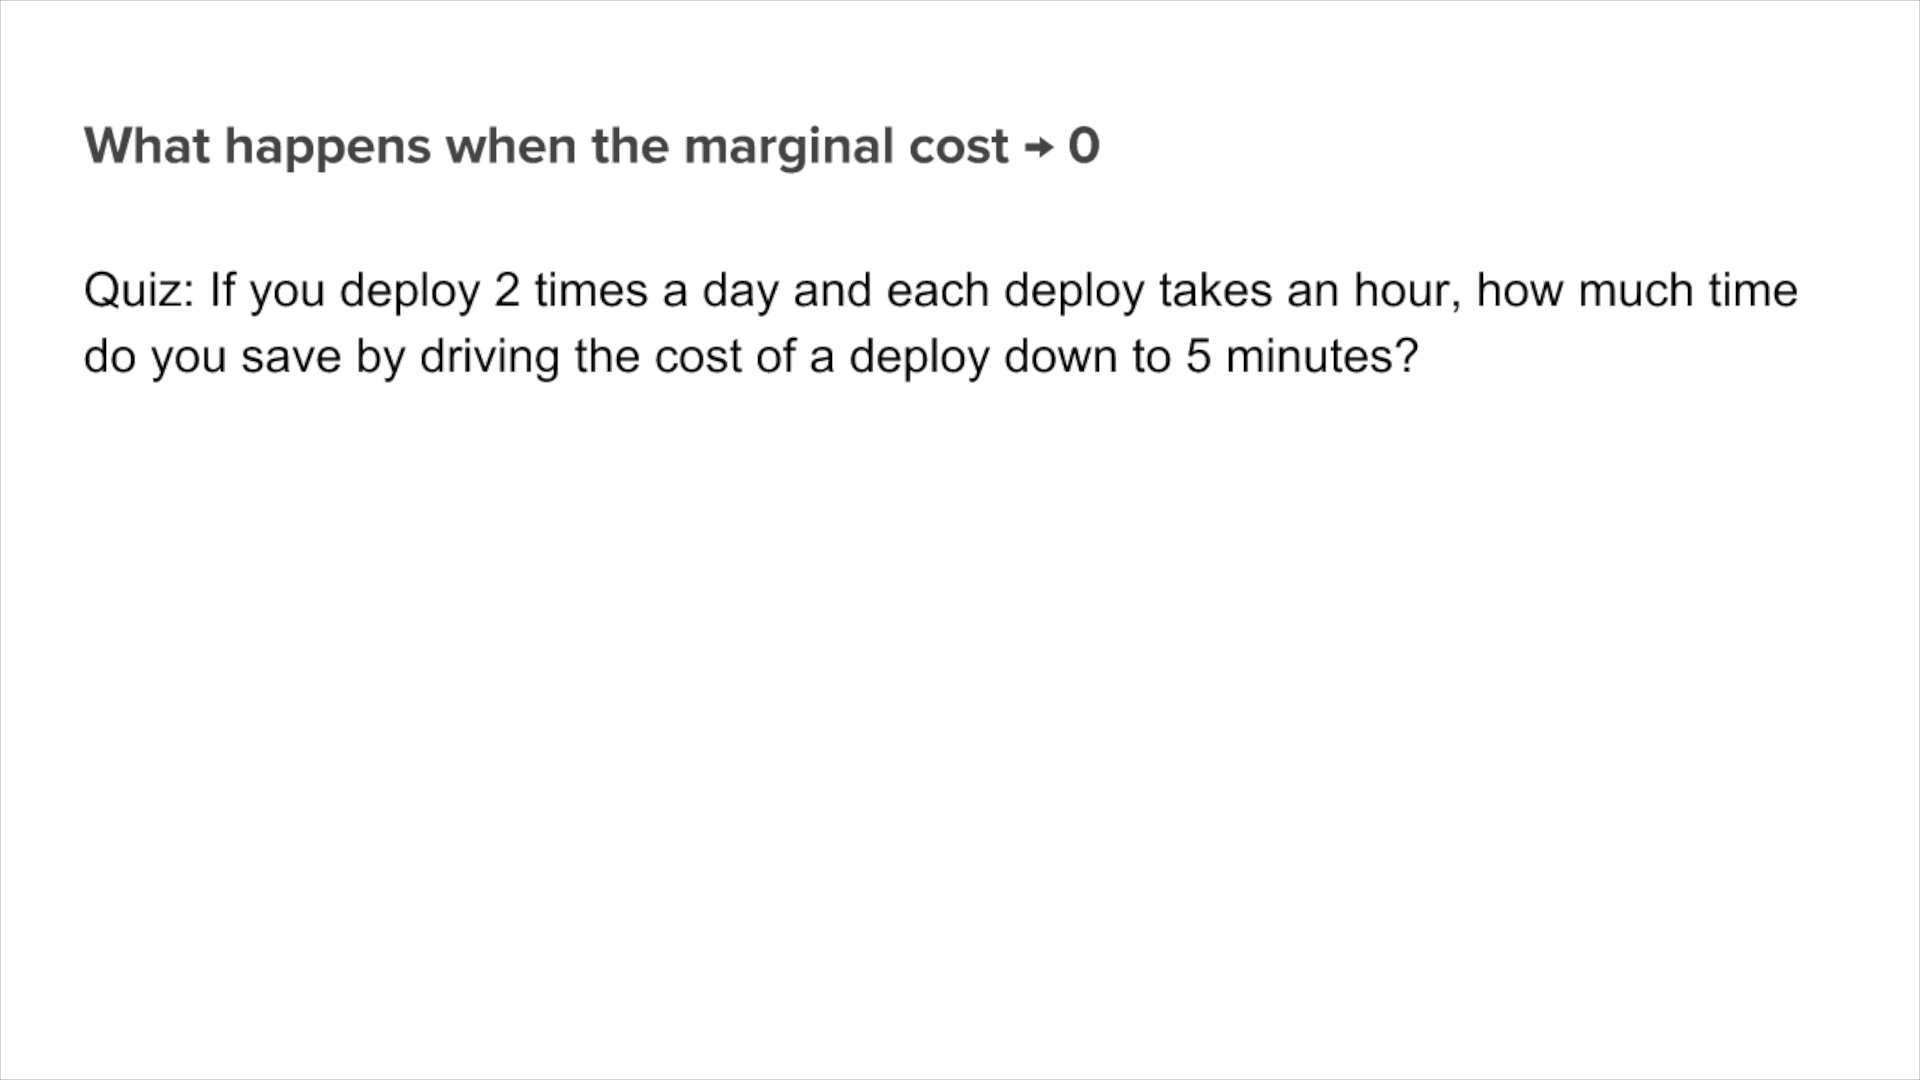 What happens when the marginal cost → 0
Quiz: If you deploy 2 times a day and each deploy takes an hour, how much time
do you save by driving the cost of a deploy down to 5 minutes?